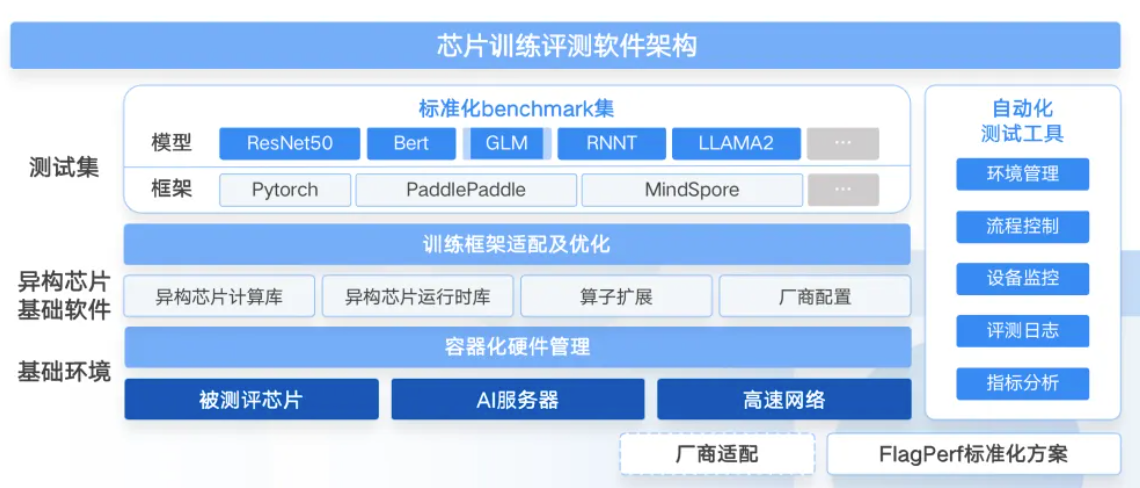 芯片训练评测软件架构
测试集
标准化benchmark集
模型 ResNet50 Bert GLM RNNT LLAMA2 ...
框架 Pytorch PaddlePaddle MindSpore ...
异构芯片
基础软件
训练框架适配及优化
异构芯片计算库 异构芯片运行时库 算子扩展 厂商配置
基础环境
容器化硬件管理
被测评芯片 AI服务器 高速网络
自动化
测试工具
环境管理
流程控制
设备监控
评测日志
指标分析
厂商适配 FlagPerf标准化方案